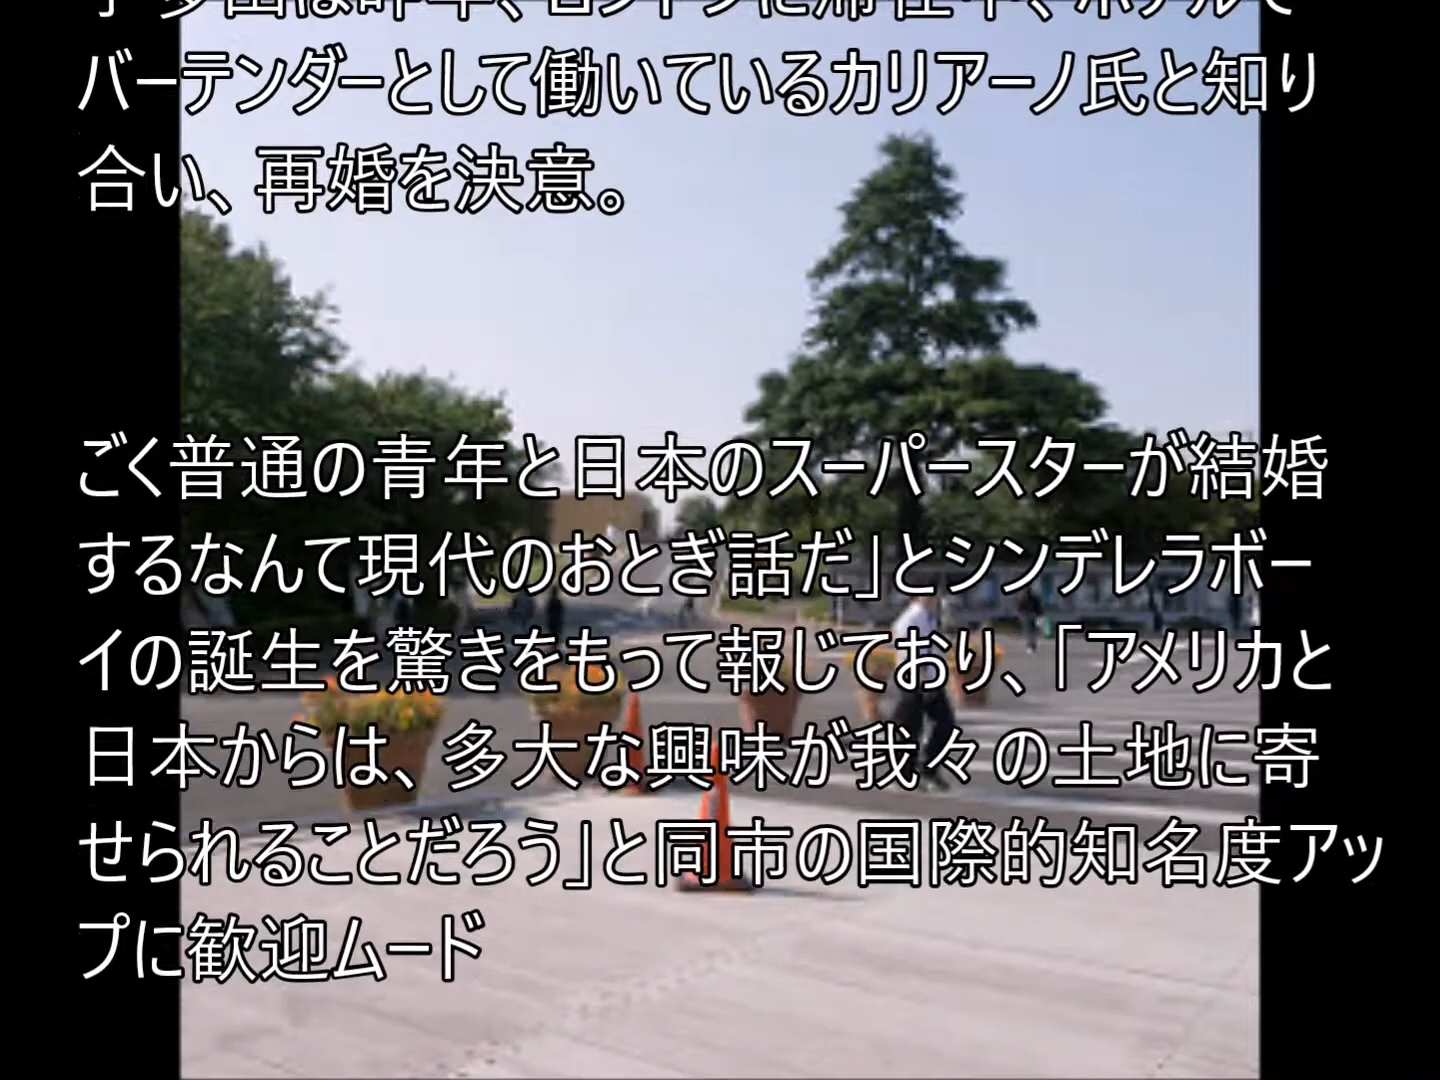 バーテンダーとして働いているカリアーノ氏と知り
合い、再婚を決意。
ごく普通の青年と日本のスーパースターが結婚
するなんて現代のおとぎ話だ」とシンデレラボー
イの誕生を驚きをもって報じており、「アメリカと
日本からは、多大な興味が我々の土地に寄
せられることだろう」と同市の国際的知名度アッ
プに歓迎ムード